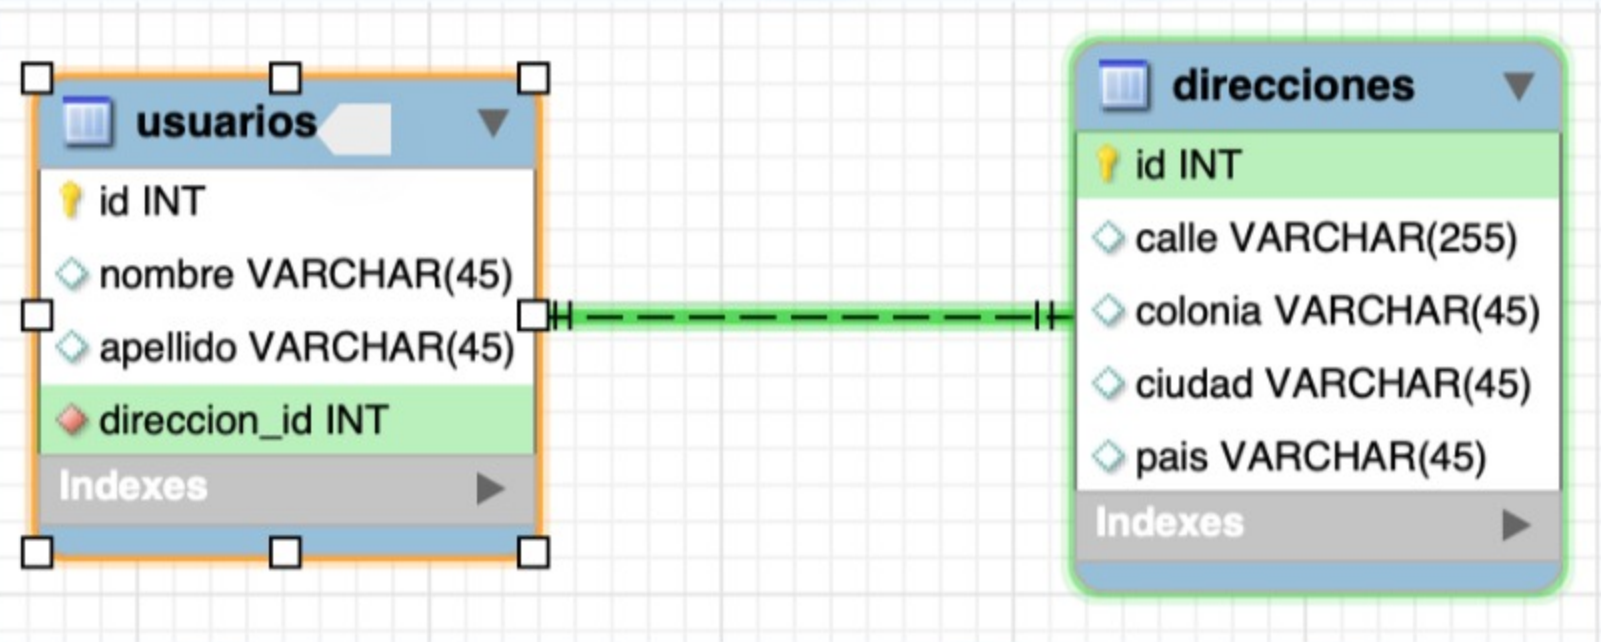 usuarios
id INT
nombre VARCHAR(45)
apellido VARCHAR(45)
direccion_id INT
Indexes
direcciones
id INT
calle VARCHAR(255)
colonia VARCHAR(45)
ciudad VARCHAR(45)
pais VARCHAR(45)
Indexes